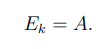 E_k = A.